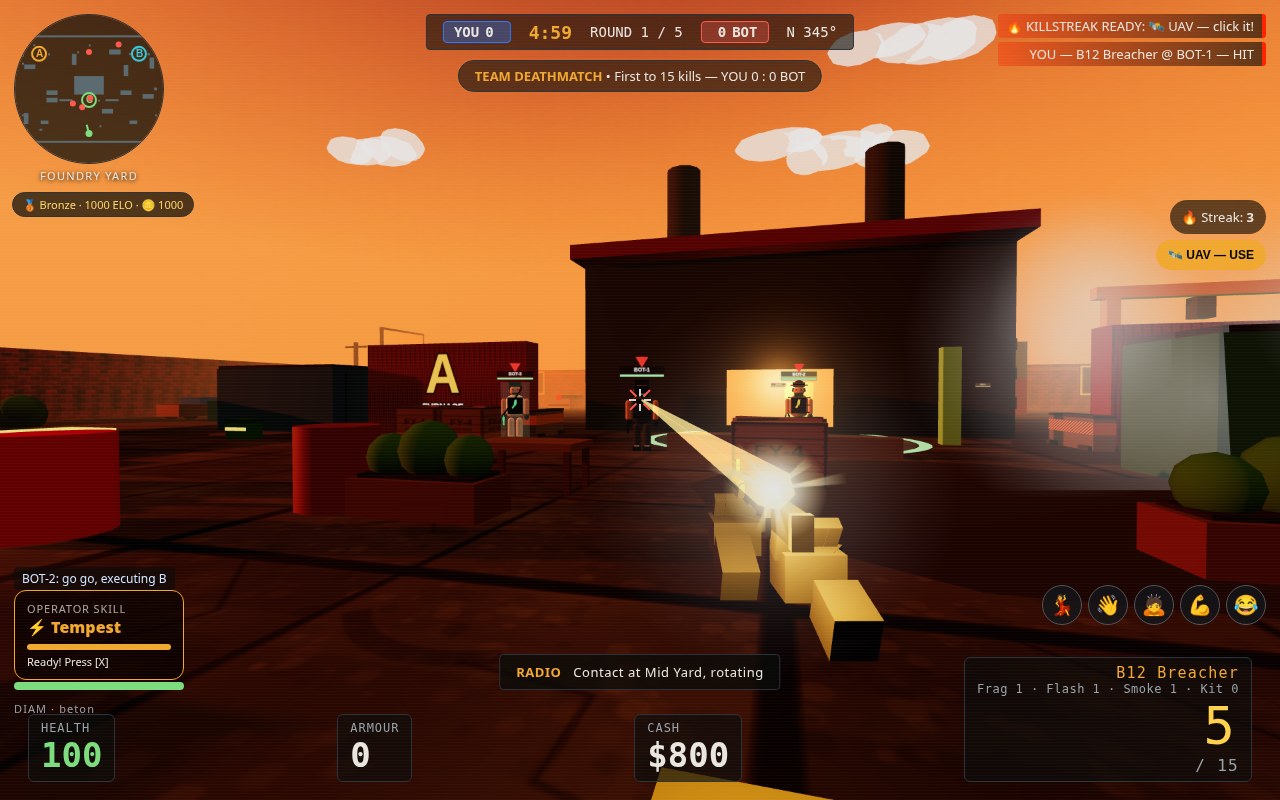 YOU 0
4:59
ROUND 1 / 5
0 BOT
N 345°
TEAM DEATHMATCH • First to 15 kills — YOU 0 : 0 BOT
🔥 KILLSTREAK READY: 🛰️ UAV — click it!
YOU — B12 Breacher @ BOT-1 — HIT
A
B
FOUNDRY YARD
🥉 Bronze · 1000 ELO · 🪙 1000
🔥 Streak: 3
🛰️ UAV — USE
A
BOT-3
BOT-1
BOT-2
BOT-2: go go, executing B
OPERATOR SKILL
⚡ Tempest
Ready! Press [X]
DIAM · beton
HEALTH
100
ARMOUR
0
CASH
$800
RADIO Contact at Mid Yard, rotating
B12 Breacher
Frag 1 · Flash 1 · Smoke 1 · Kit 0
5
/ 15